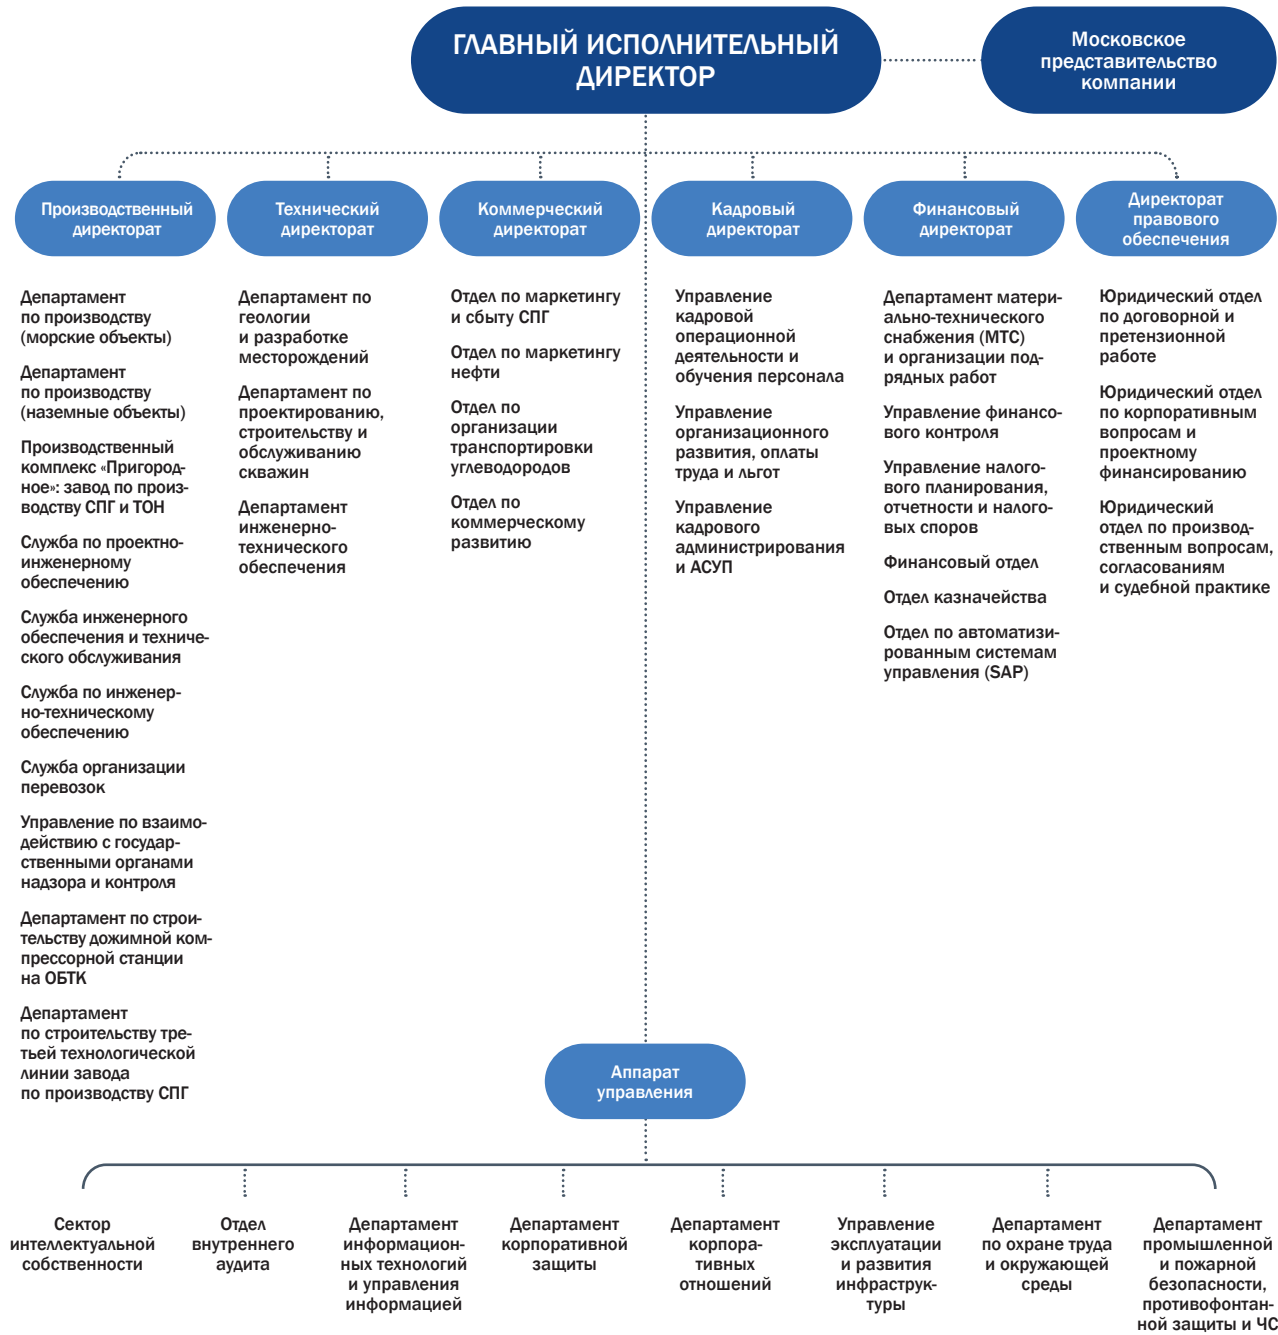 ГЛАВНЫЙ ИСПОЛНИТЕЛЬНЫЙ
ДИРЕКТОР
Московское
представительство
компании
Производственный
директорат
Технический
директорат
Коммерческий
директорат
Кадровый
директорат
Финансовый
директорат
Директорат
правового
обеспечения
Департамент
по производству
(морские объекты)
Департамент
по производству
(наземные объекты)
Производственный
комплекс «Пригород-
ное»: завод по произ-
водству СПГ и ТОН
Служба по проектно-
инженерному
обеспечению
Служба инженерного
обеспечения и техниче-
ского обслуживания
Служба по инженер-
но-техническому
обеспечению
Служба организации
перевозок
Управление по взаимо-
действию с государ-
ственными органами
надзора и контроля
Департамент по строи-
тельству дожимной ком-
прессорной станции
на ОБТК
Департамент
по строительству тре-
тьей технологической
линии завода
по производству СПГ
Департамент по
геологии
и разработке
месторождений
Департамент по
проектированию,
строительству и
обслуживанию
скважин
Департамент
инженерно-
технического
обеспечения
Отдел по маркетингу
и сбыту СПГ
Отдел по маркетингу
нефти
Отдел по
организации
транспортировки
углеводородов
Отдел по
коммерческому
развитию
Управление
кадровой
операционной
деятельности и
обучения персонала
Управление
организационного
развития, оплаты
труда и льгот
Управление
кадрового
администрирования
и АСУП
Департамент матери-
ально-технического
снабжения (МТС)
и организации под-
рядных работ
Управление финансо-
вого контроля
Управление налого-
вого планирования,
отчетности и налого-
вых споров
Финансовый отдел
Отдел казначейства
Отдел по автоматизи-
рованным системам
управления (SAP)
Юридический отдел
по договорной и
претензионной
работе
Юридический отдел
по корпоративным
вопросам и
проектному
финансированию
Юридический
отдел по производ-
ственным вопросам,
согласованиям
и судебной практике
Аппарат
управления
Сектор
интеллектуальной
собственности
Отдел
внутреннего
аудита
Департамент
информацион-
ных технологий
и управления
информацией
Департамент
корпоративной
защиты
Департамент
корпора-
тивных
отношений
Управление
эксплуатации
и развития
инфраструк-
туры
Департамент
по охране труда
и окружающей
среды
Департамент
промышленной
и пожарной
безопасности,
противофонтан-
ной защиты и ЧС